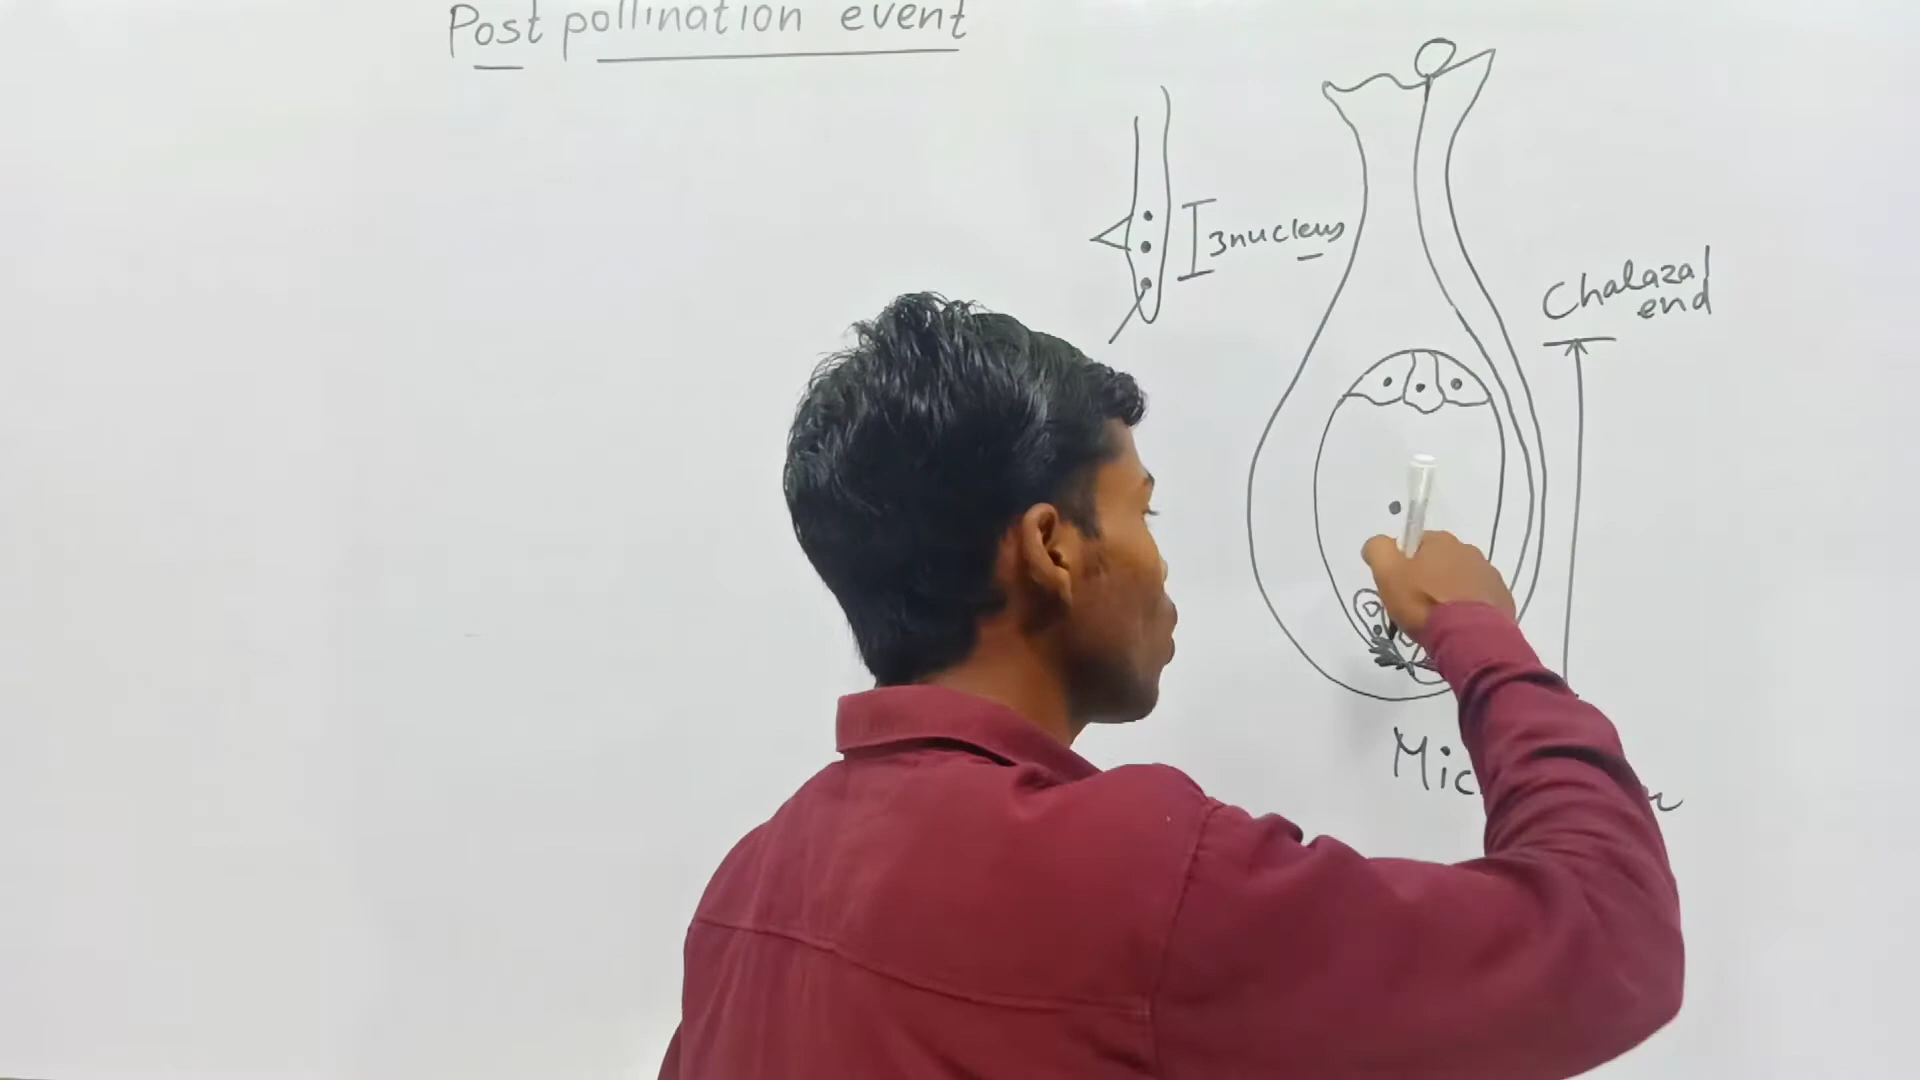 Post pollination event
3nucleus
Chalazal
end